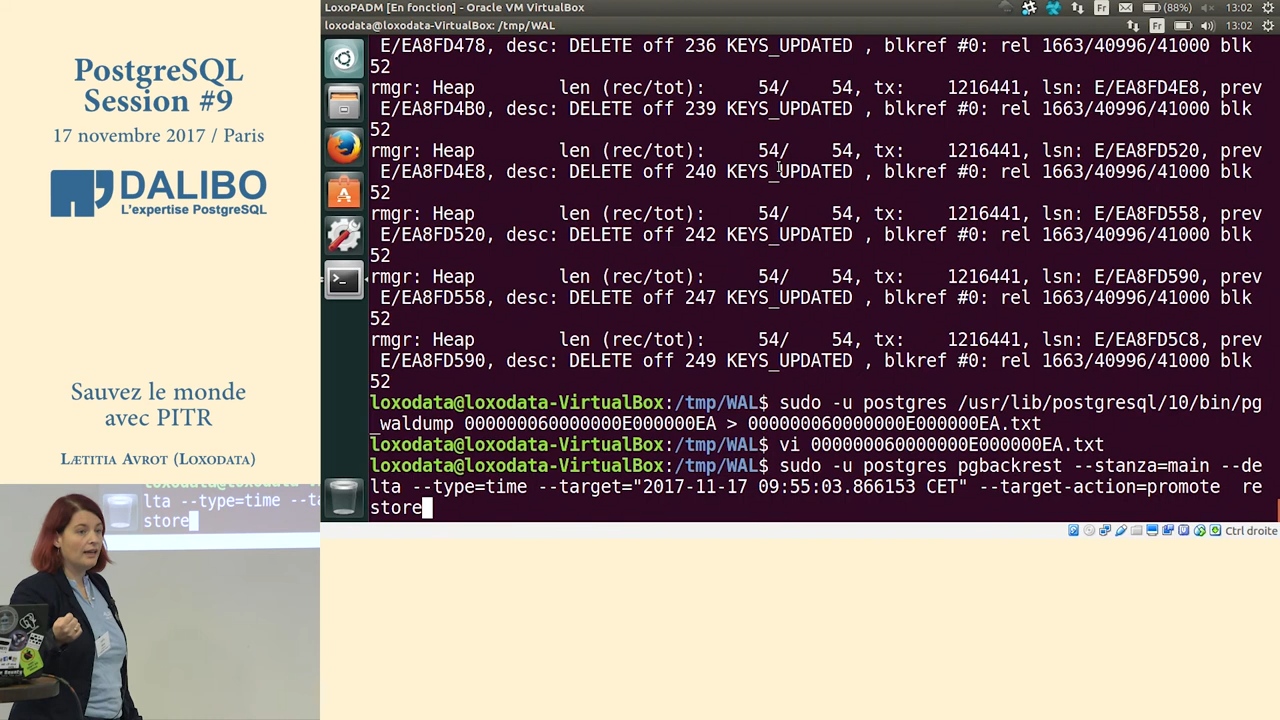 PostgreSQL
Session #9
17 novembre 2017 / Paris
DALIBO
L'expertise PostgreSQL
Sauvez le monde
avec PITR
Lætitia Avrot (Loxodata)
LoxoPADM [En fonction] - Oracle VM VirtualBox
Fr (88%) 13:02
loxodata@loxodata-VirtualBox: /tmp/WAL
Fr 13:02
E/EA8FD478, desc: DELETE off 236 KEYS_UPDATED , blkref #0: rel 1663/40996/41000 blk
52
rmgr: Heap        len (rec/tot):     54/    54, tx:    1216441, lsn: E/EA8FD4E8, prev
E/EA8FD4B0, desc: DELETE off 239 KEYS_UPDATED , blkref #0: rel 1663/40996/41000 blk
52
rmgr: Heap        len (rec/tot):     54/    54, tx:    1216441, lsn: E/EA8FD520, prev
E/EA8FD4E8, desc: DELETE off 240 KEYS_UPDATED , blkref #0: rel 1663/40996/41000 blk
52
rmgr: Heap        len (rec/tot):     54/    54, tx:    1216441, lsn: E/EA8FD558, prev
E/EA8FD520, desc: DELETE off 242 KEYS_UPDATED , blkref #0: rel 1663/40996/41000 blk
52
rmgr: Heap        len (rec/tot):     54/    54, tx:    1216441, lsn: E/EA8FD590, prev
E/EA8FD558, desc: DELETE off 247 KEYS_UPDATED , blkref #0: rel 1663/40996/41000 blk
52
rmgr: Heap        len (rec/tot):     54/    54, tx:    1216441, lsn: E/EA8FD5C8, prev
E/EA8FD590, desc: DELETE off 249 KEYS_UPDATED , blkref #0: rel 1663/40996/41000 blk
52
loxodata@loxodata-VirtualBox:/tmp/WAL$ sudo -u postgres /usr/lib/postgresql/10/bin/pg
_waldump 000000060000000E000000EA > 000000060000000E000000EA.txt
loxodata@loxodata-VirtualBox:/tmp/WAL$ vi 000000060000000E000000EA.txt
loxodata@loxodata-VirtualBox:/tmp/WAL$ sudo -u postgres pgbackrest --stanza=main --de
lta --type=time --target="2017-11-17 09:55:03.866153 CET" --target-action=promote  re
store
Ctrl droite
lta --type=time --ta
store